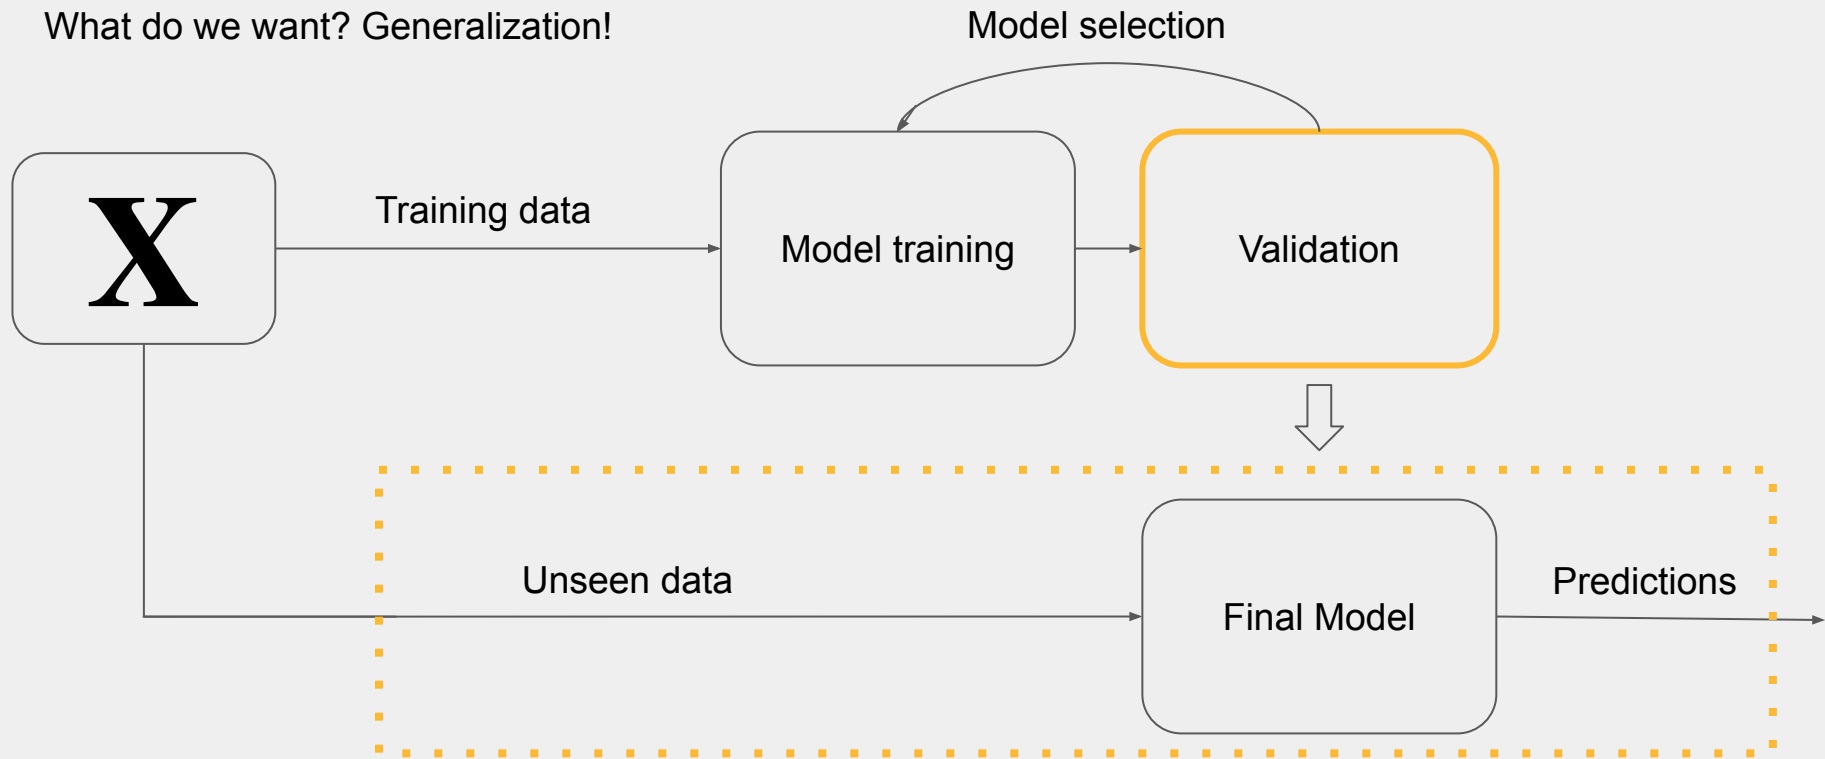 What do we want? Generalization!
Model selection
X
Training data
Model training
Validation
Unseen data
Final Model
Predictions